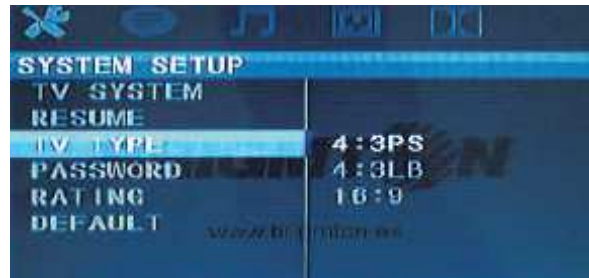 SYSTEM SETUP
TV SYSTEM
RESUME
TV TYPE
4:3PS
PASSWORD
4:3LB
RATING
16:9
DEFAULT